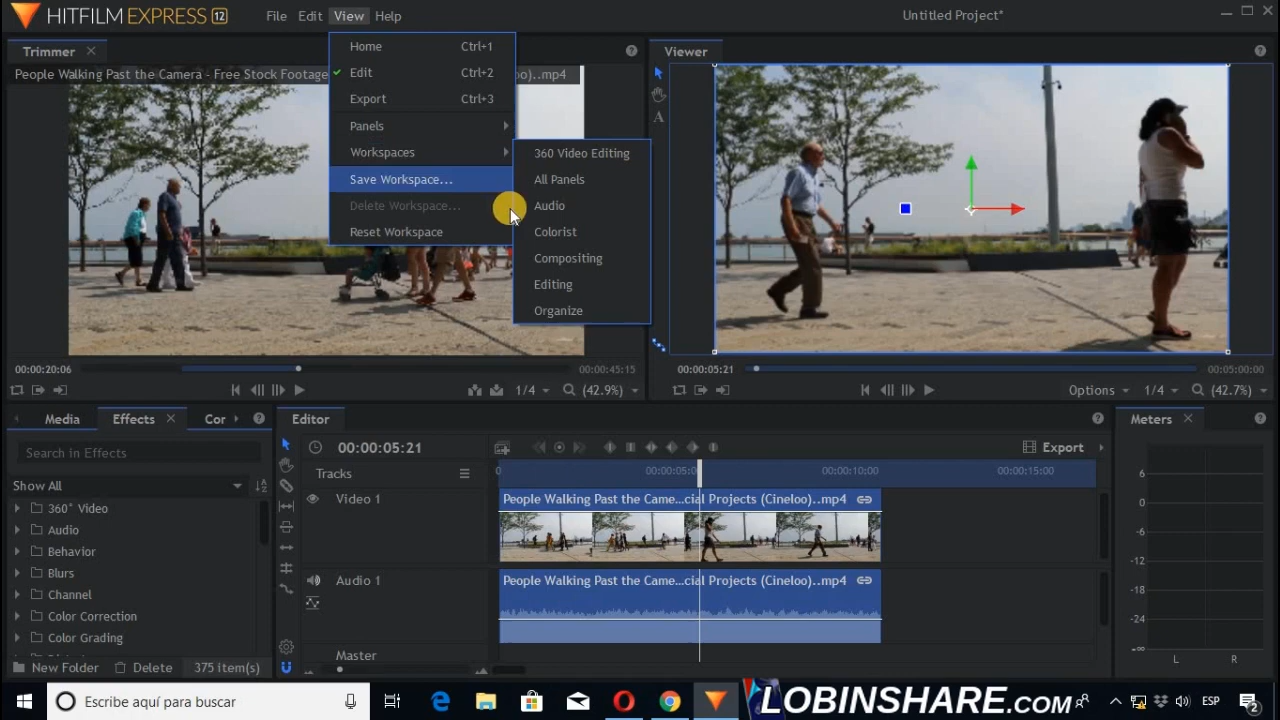 HITFILM EXPRESS 12
File Edit View Help
Untitled Project*
Trimmer
People Walking Past the Camera - Free Stock Footage
oo)..mp4
Home Ctrl+1
Edit Ctrl+2
Export Ctrl+3
Panels
Workspaces
Save Workspace...
Delete Workspace...
Reset Workspace
360 Video Editing
All Panels
Audio
Colorist
Compositing
Editing
Organize
Viewer
A
00:00:20:06
00:00:45:15
1/4 (42.9%)
00:00:05:21
00:05:00:00
Options 1/4 (42.7%)
Media Effects Cor
Search in Effects
Show All
360° Video
Audio
Behavior
Blurs
Channel
Color Correction
Color Grading
New Folder Delete 375 item(s)
Editor
00:00:05:21
Export
Tracks
0 00:00:05:0 00:00:10:00 00:00:15:00
Video 1
People Walking Past the Came...cial Projects (Cineloo)..mp4
Audio 1
People Walking Past the Came...cial Projects (Cineloo)..mp4
Master
Meters
6
0
-6
-12
-18
-24
-∞
L R
Escribe aquí para buscar
LOBINSHARE.COM
ESP
2